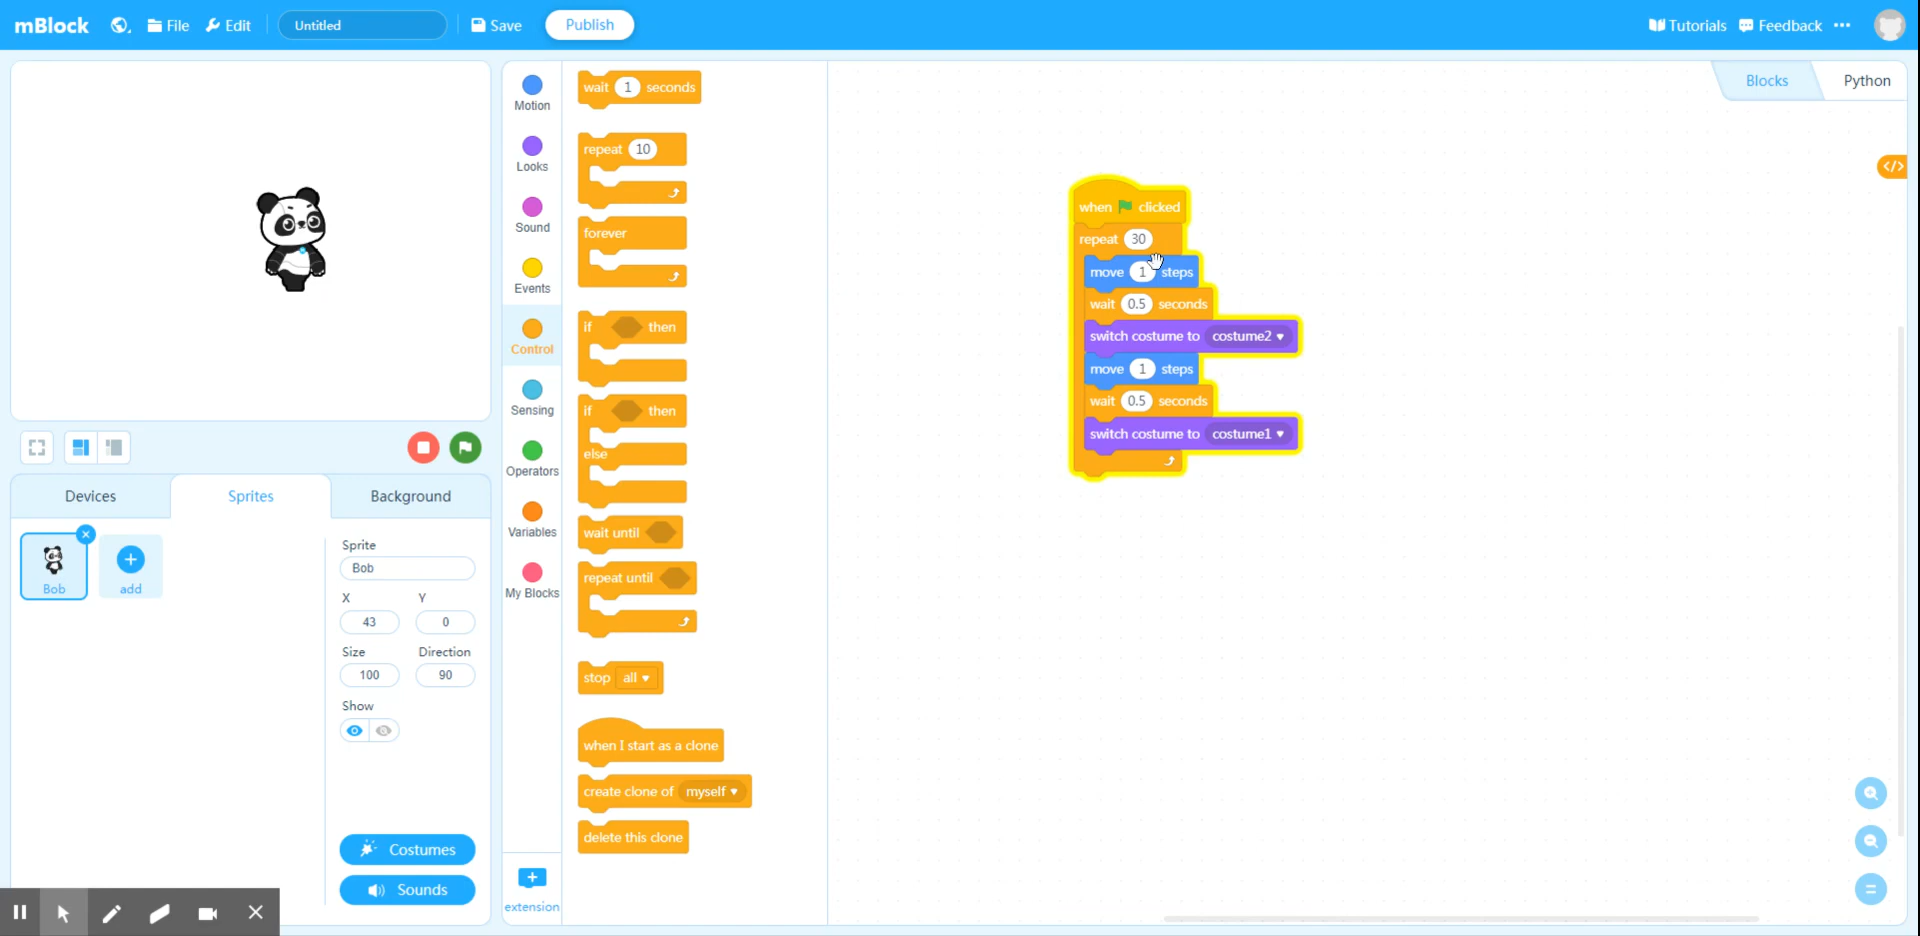 mBlock File Edit Untitled Save Publish Tutorials Feedback
Blocks Python
</>
Motion
Looks
Sound
Events
Control
Sensing
Operators
Variables
My Blocks
+
extension
wait 1 seconds
repeat 10
forever
if then
if then
else
wait until
repeat until
stop all
when I start as a clone
create clone of myself
delete this clone
when clicked
repeat 30
move 1 steps
wait 0.5 seconds
switch costume to costume2
move 1 steps
wait 0.5 seconds
switch costume to costume1
Devices Sprites Background
Bob
add
Sprite
Bob
X Y
43 0
Size Direction
100 90
Show
Costumes
Sounds